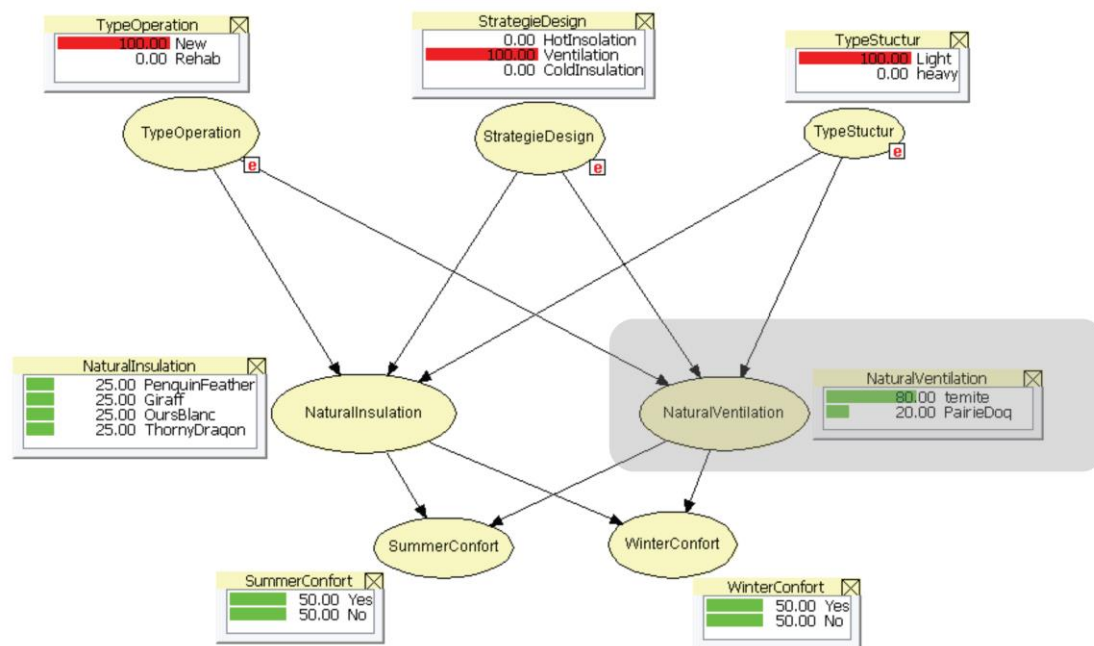 TypeOperation
100.00 New
0.00 Rehab
StrategieDesign
0.00 HotInsolation
100.00 Ventilation
0.00 ColdInsulation
TypeStuctur
100.00 Light
0.00 heavy
TypeOperation
e
StrategieDesign
e
TypeStuctur
e
NaturalInsulation
25.00 PenquinFeather
25.00 Giraff
25.00 OursBlanc
25.00 ThornyDraqon
NaturalInsulation
NaturalVentilation
NaturalVentilation
80.00 temite
20.00 PairieDoq
SummerConfort
WinterConfort
SummerConfort
50.00 Yes
50.00 No
WinterConfort
50.00 Yes
50.00 No